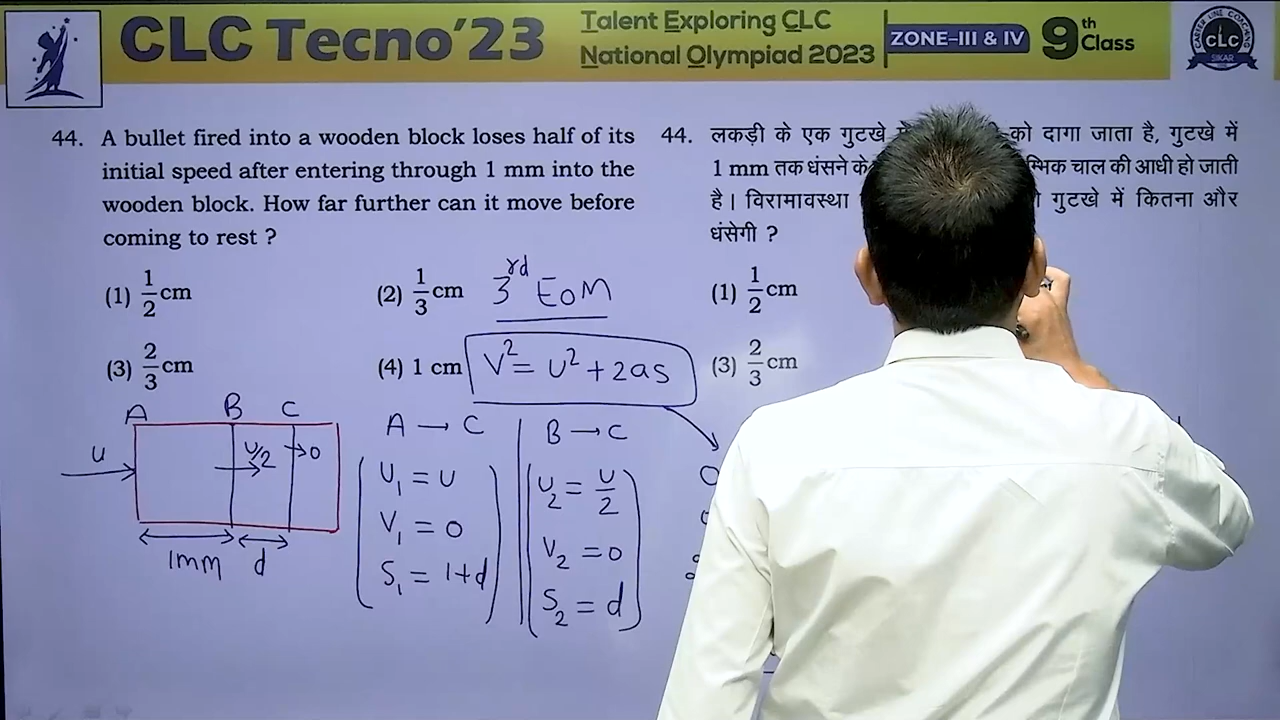 CLC Tecno'23
Talent Exploring CLC
National Olympiad 2023
ZONE–III & IV
9th Class
CAREER LINE COACHING
CLC
SIKAR
44. A bullet fired into a wooden block loses half of its
initial speed after entering through 1 mm into the
wooden block. How far further can it move before
coming to rest ?
(1) 1/2 cm
(2) 1/3 cm
(3) 2/3 cm
(4) 1 cm
3rd EOM
V² = U² + 2as
A B C
u
U/2
0
1mm d
A → C
U₁ = U
V₁ = 0
S₁ = 1+d
B → C
U₂ = U/2
V₂ = 0
S₂ = d
44. लकड़ी के एक गुटखे को दागा जाता है, गुटखे में
1 mm तक धंसने के चाल की आधी हो जाती
है। विरामावस्था गुटखे में कितना और
धंसेगी ?
(1) 1/2 cm
(3) 2/3 cm